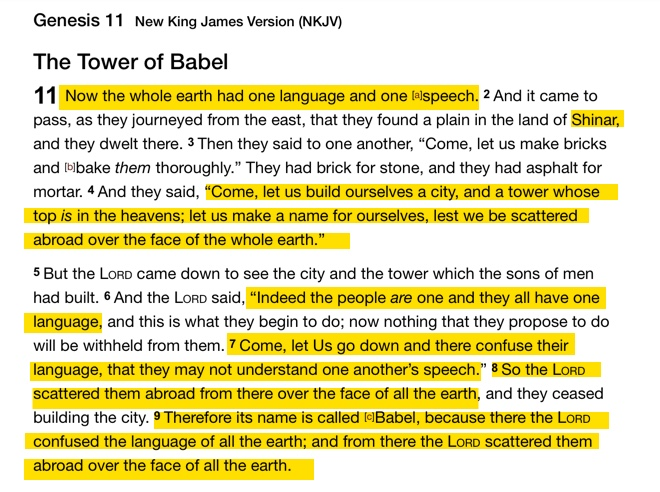 Genesis 11 New King James Version (NKJV)
The Tower of Babel
11 Now the whole earth had one language and one [a]speech. 2 And it came to
pass, as they journeyed from the east, that they found a plain in the land of Shinar,
and they dwelt there. 3 Then they said to one another, “Come, let us make bricks
and [b]bake them thoroughly.” They had brick for stone, and they had asphalt for
mortar. 4 And they said, “Come, let us build ourselves a city, and a tower whose
top is in the heavens; let us make a name for ourselves, lest we be scattered
abroad over the face of the whole earth.”
5 But the LORD came down to see the city and the tower which the sons of men
had built. 6 And the LORD said, “Indeed the people are one and they all have one
language, and this is what they begin to do; now nothing that they propose to do
will be withheld from them. 7 Come, let Us go down and there confuse their
language, that they may not understand one another’s speech.” 8 So the LORD
scattered them abroad from there over the face of all the earth, and they ceased
building the city. 9 Therefore its name is called [c]Babel, because there the LORD
confused the language of all the earth; and from there the LORD scattered them
abroad over the face of all the earth.